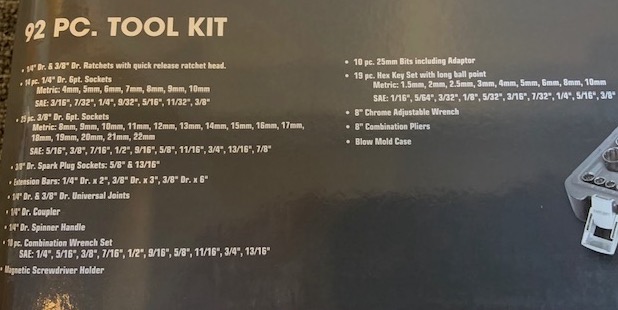 92 PC. TOOL KIT
• 1/4" Dr. & 3/8" Dr. Ratchets with quick release ratchet head.
• 14 pc. 1/4" Dr. 6pt. Sockets
Metric: 4mm, 5mm, 6mm, 7mm, 8mm, 9mm, 10mm
SAE: 3/16", 7/32", 1/4", 9/32", 5/16", 11/32", 3/8"
• 25 pc. 3/8" Dr. 6pt. Sockets
Metric: 8mm, 9mm, 10mm, 11mm, 12mm, 13mm, 14mm, 15mm, 16mm, 17mm,
18mm, 19mm, 20mm, 21mm, 22mm
SAE: 5/16", 3/8", 7/16", 1/2", 9/16", 5/8", 11/16", 3/4", 13/16", 7/8"
• 3/8" Dr. Spark Plug Sockets: 5/8" & 13/16"
• Extension Bars: 1/4" Dr. x 2", 3/8" Dr. x 3", 3/8" Dr. x 6"
• 1/4" Dr. & 3/8" Dr. Universal Joints
• 1/4" Dr. Coupler
• 1/4" Dr. Spinner Handle
• 10 pc. Combination Wrench Set
SAE: 1/4", 5/16", 3/8", 7/16", 1/2", 9/16", 5/8", 11/16", 3/4", 13/16"
• Magnetic Screwdriver Holder
• 10 pc. 25mm Bits including Adaptor
• 19 pc. Hex Key Set with long ball point
Metric: 1.5mm, 2mm, 2.5mm, 3mm, 4mm, 5mm, 6mm, 8mm, 10mm
SAE: 1/16", 5/64", 3/32", 1/8", 5/32", 3/16", 7/32", 1/4", 5/16", 3/8"
• 8" Chrome Adjustable Wrench
• 8" Combination Pliers
• Blow Mold Case